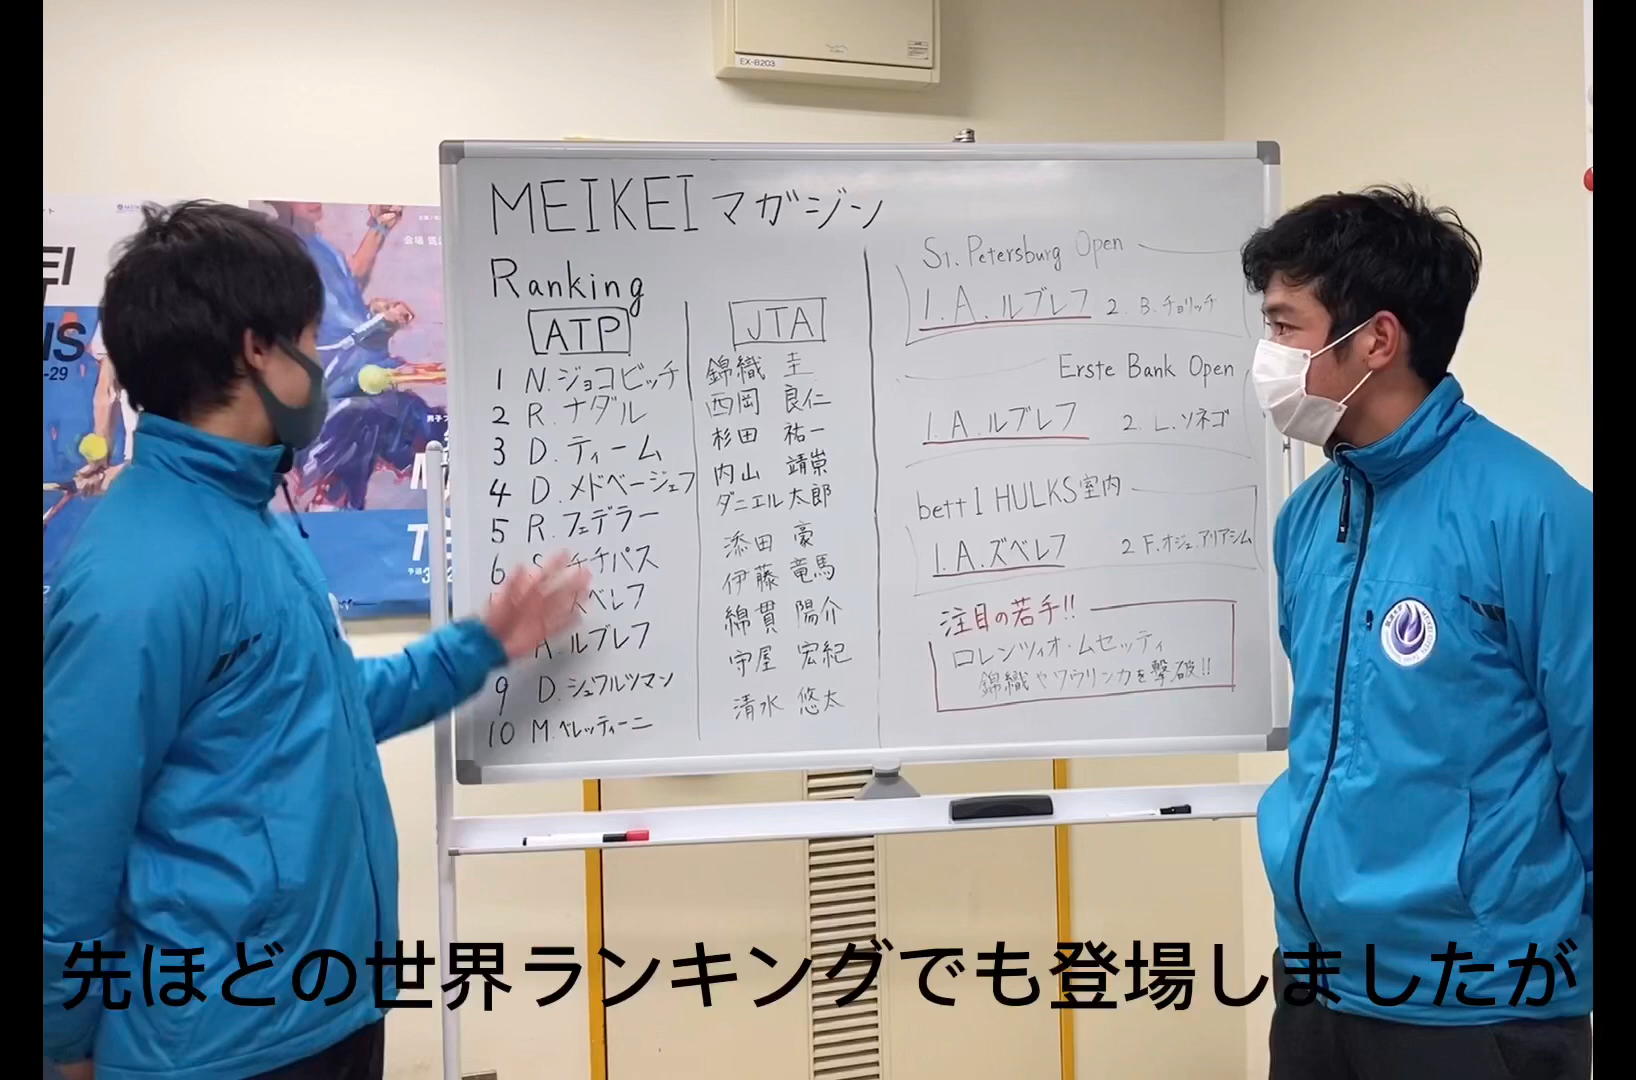 EX-B203
MEIKEI マガジン
Ranking
ATP
1 N.ジョコビッチ
2 R.ナダル
3 D.ティーム
4 D.メドベージェフ
5 R.フェデラー
6 チチパス
ズベレフ
A.ルブレフ
9 D.シュワルツマン
10 M.ベレッティーニ
JTA
錦織 圭
西岡 良仁
杉田 祐一
内山 靖崇
ダニエル太郎
添田 豪
伊藤 竜馬
綿貫 陽介
守屋 宏紀
清水 悠太
St. Petersburg Open
1.A.ルブレフ 2.B.チョリッチ
Erste Bank Open
1.A.ルブレフ 2.L.ソネゴ
bett1 HULKS室内
1.A.ズベレフ 2 F.オジェ.アリアシム
注目の若手!!
ロレンツィオ・ムセッティ
錦織やワウリンカを撃破!!
先ほどの世界ランキングでも登場しましたが